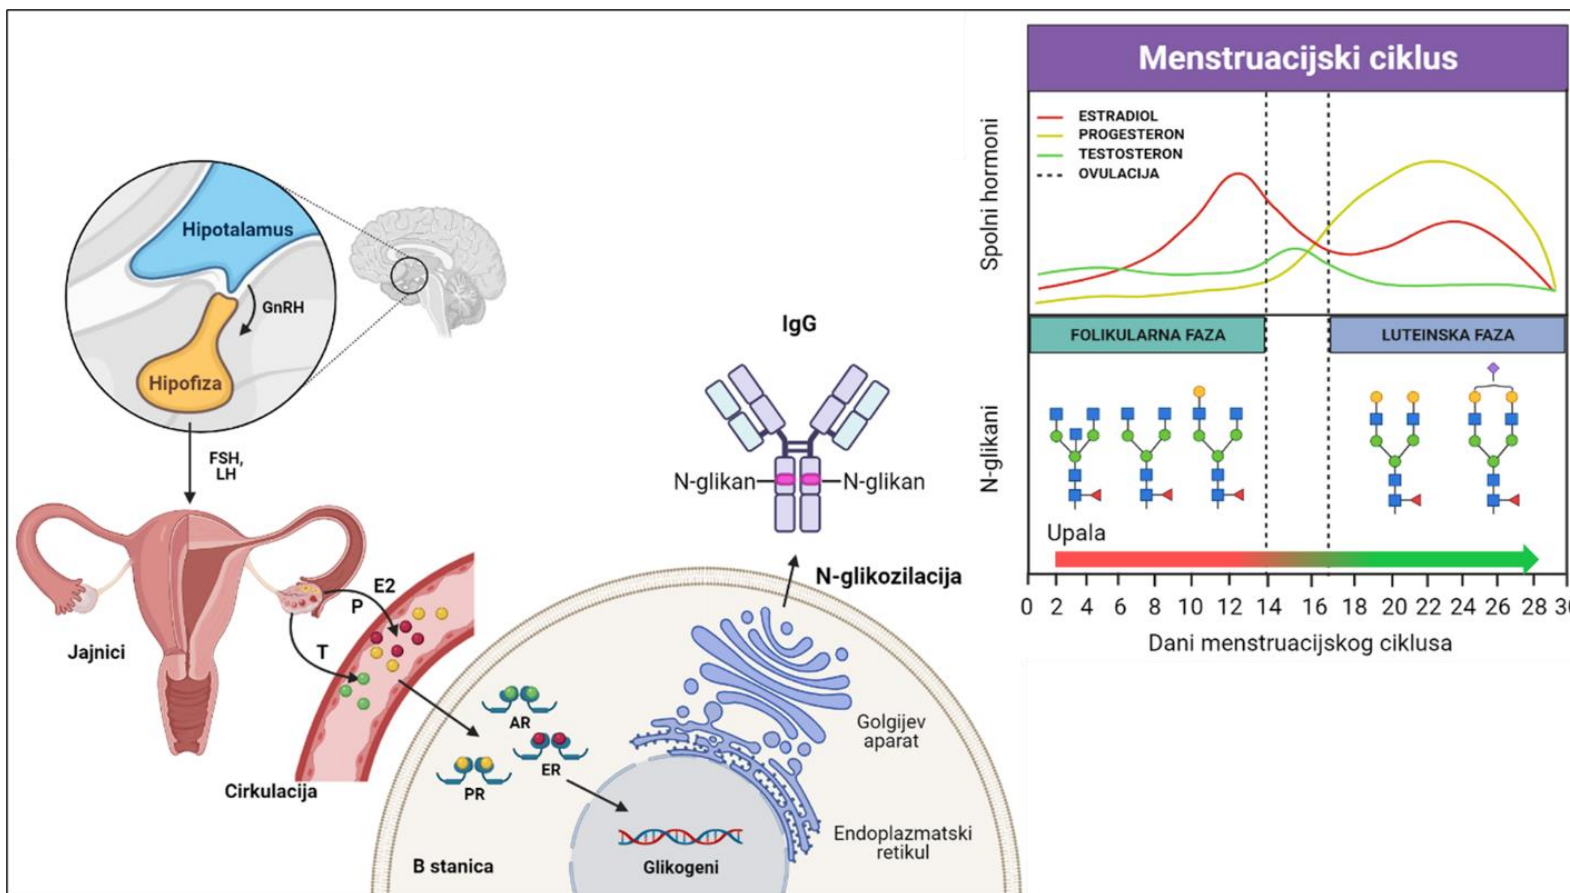 Hipotalamus
GnRH
Hipofiza
FSH,
LH
Jajnici
E2
P
T
Cirkulacija
AR
ER
PR
B stanica
Glikogeni
Endoplazmatski
retikul
Golgijev
aparat
N-glikozilacija
IgG
N-glikan
N-glikan
Menstruacijski ciklus
Spolni hormoni
ESTRADIOL
PROGESTERON
TESTOSTERON
OVULACIJA
FOLIKULARNA FAZA
LUTEINSKA FAZA
N-glikani
Upala
0 2 4 6 8 10 12 14 16 20 22 24 26 28 30
Dani menstruacijskog ciklusa